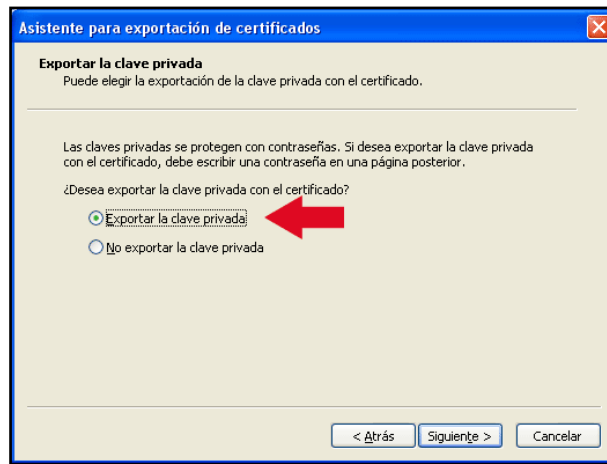 Asistente para exportación de certificados
Exportar la clave privada
Puede elegir la exportación de la clave privada con el certificado.
Las claves privadas se protegen con contraseñas. Si desea exportar la clave privada
con el certificado, debe escribir una contraseña en una página posterior.
¿Desea exportar la clave privada con el certificado?
Exportar la clave privada
No exportar la clave privada
< Atrás Siguiente > Cancelar